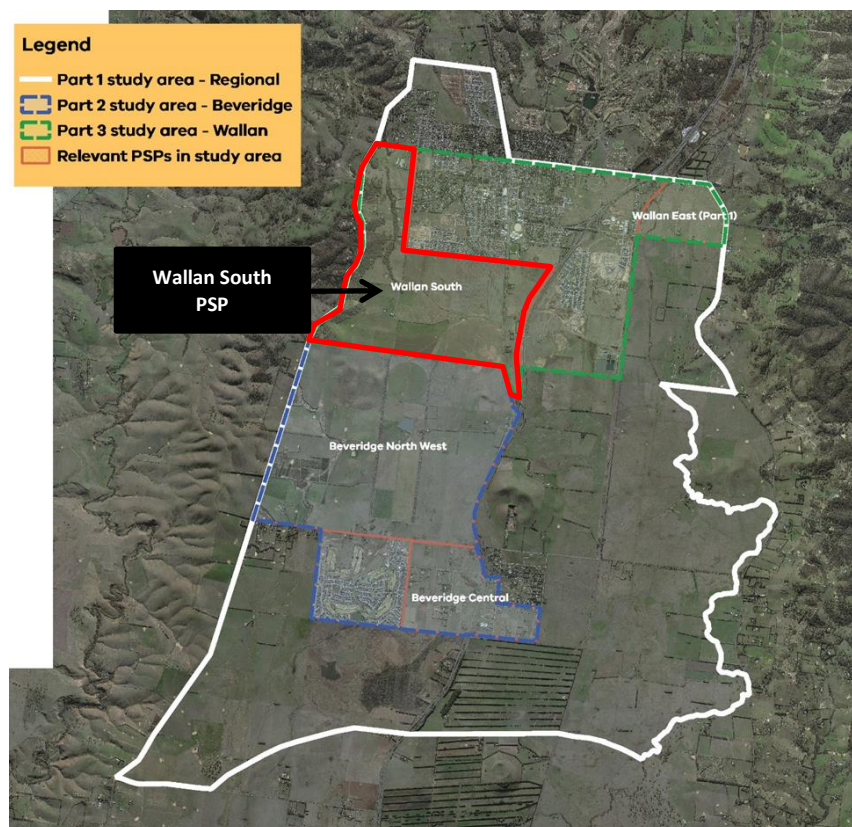 Legend
Part 1 study area - Regional
Part 2 study area - Beveridge
Part 3 study area - Wallan
Relevant PSPs in study area
Wallan East (Part 1)
Wallan South
PSP
Wallan South
Beveridge North West
Beveridge Central